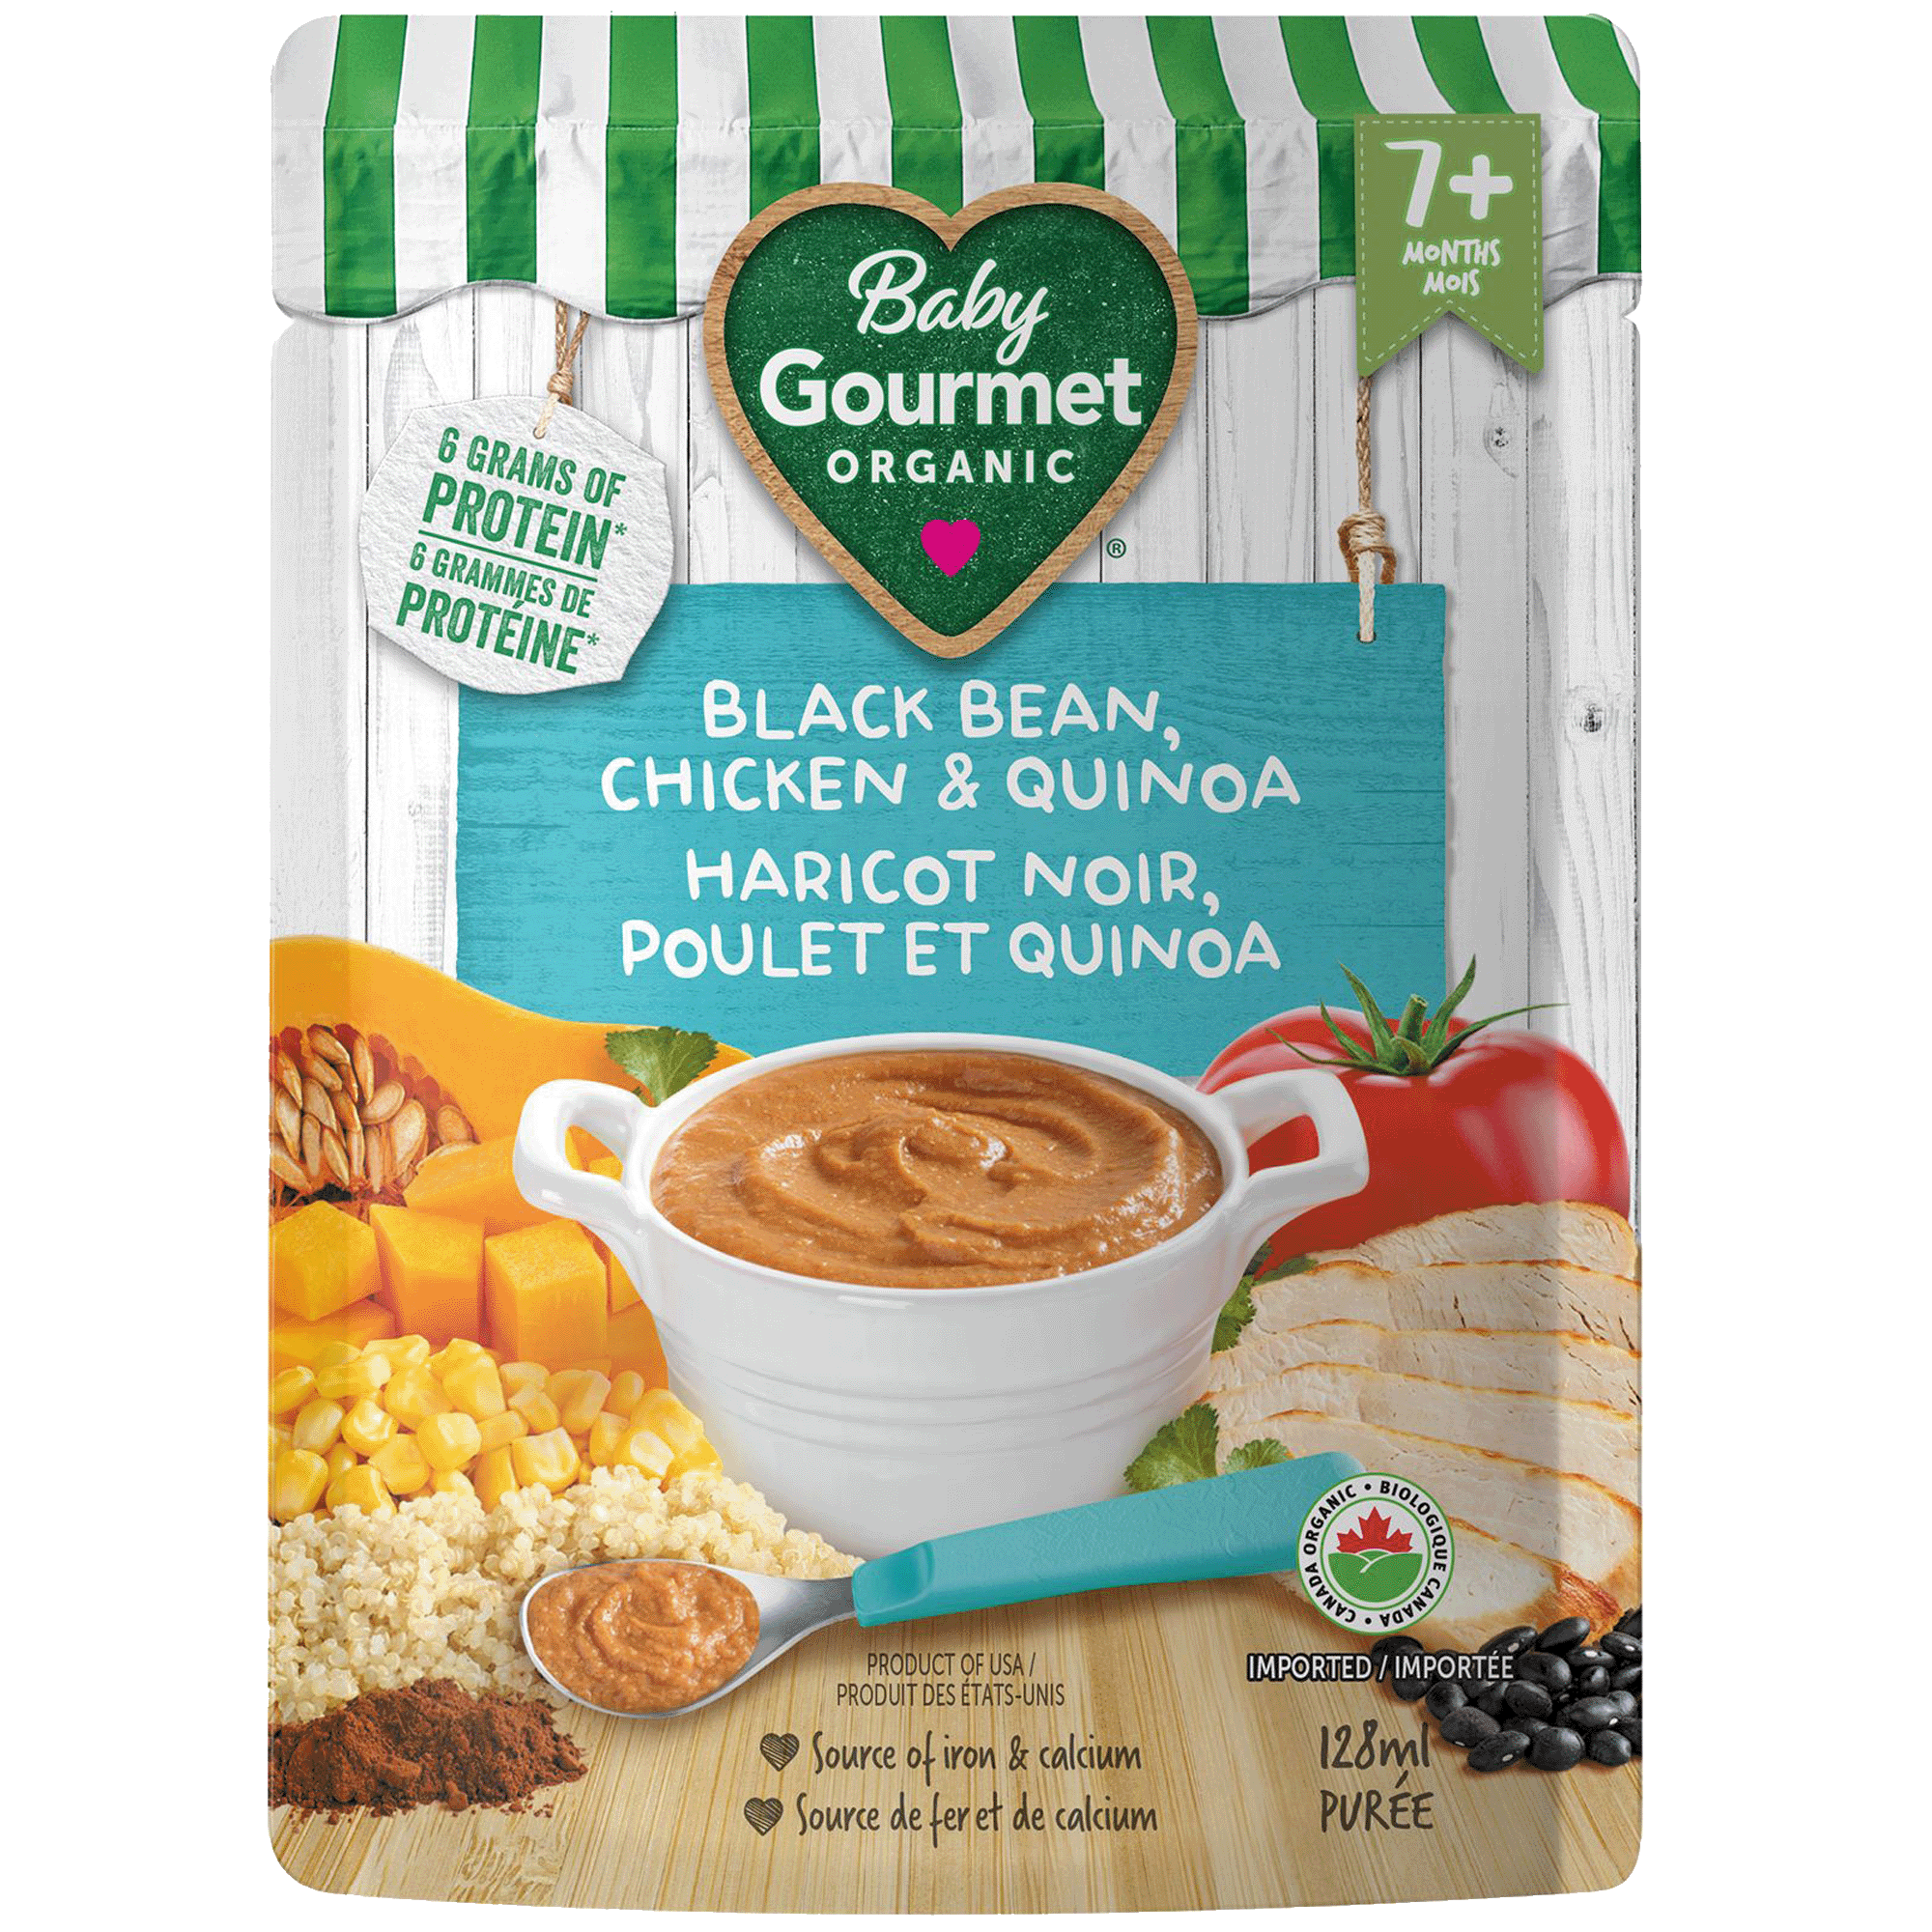 7+
MONTHS
MOIS
Baby
Gourmet
ORGANIC
®
6 GRAMS OF
PROTEIN*
6 GRAMMES DE
PROTÉINE*
BLACK BEAN,
CHICKEN & QUINOA
HARICOT NOIR,
POULET ET QUINOA
CANADA ORGANIC • BIOLOGIQUE CANADA •
IMPORTED / IMPORTÉE
PRODUCT OF USA /
PRODUIT DES ÉTATS-UNIS
Source of iron & calcium
Source de fer et de calcium
128ml
PURÉE